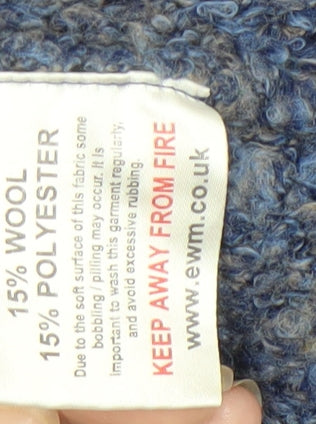 15% WOOL
15% POLYESTER
Due to the soft surface of this fabric some
bobbling / pilling may occur. It is
important to wash this garment regularly,
and avoid excessive rubbing.
KEEP AWAY FROM FIRE
www.ewm.co.uk